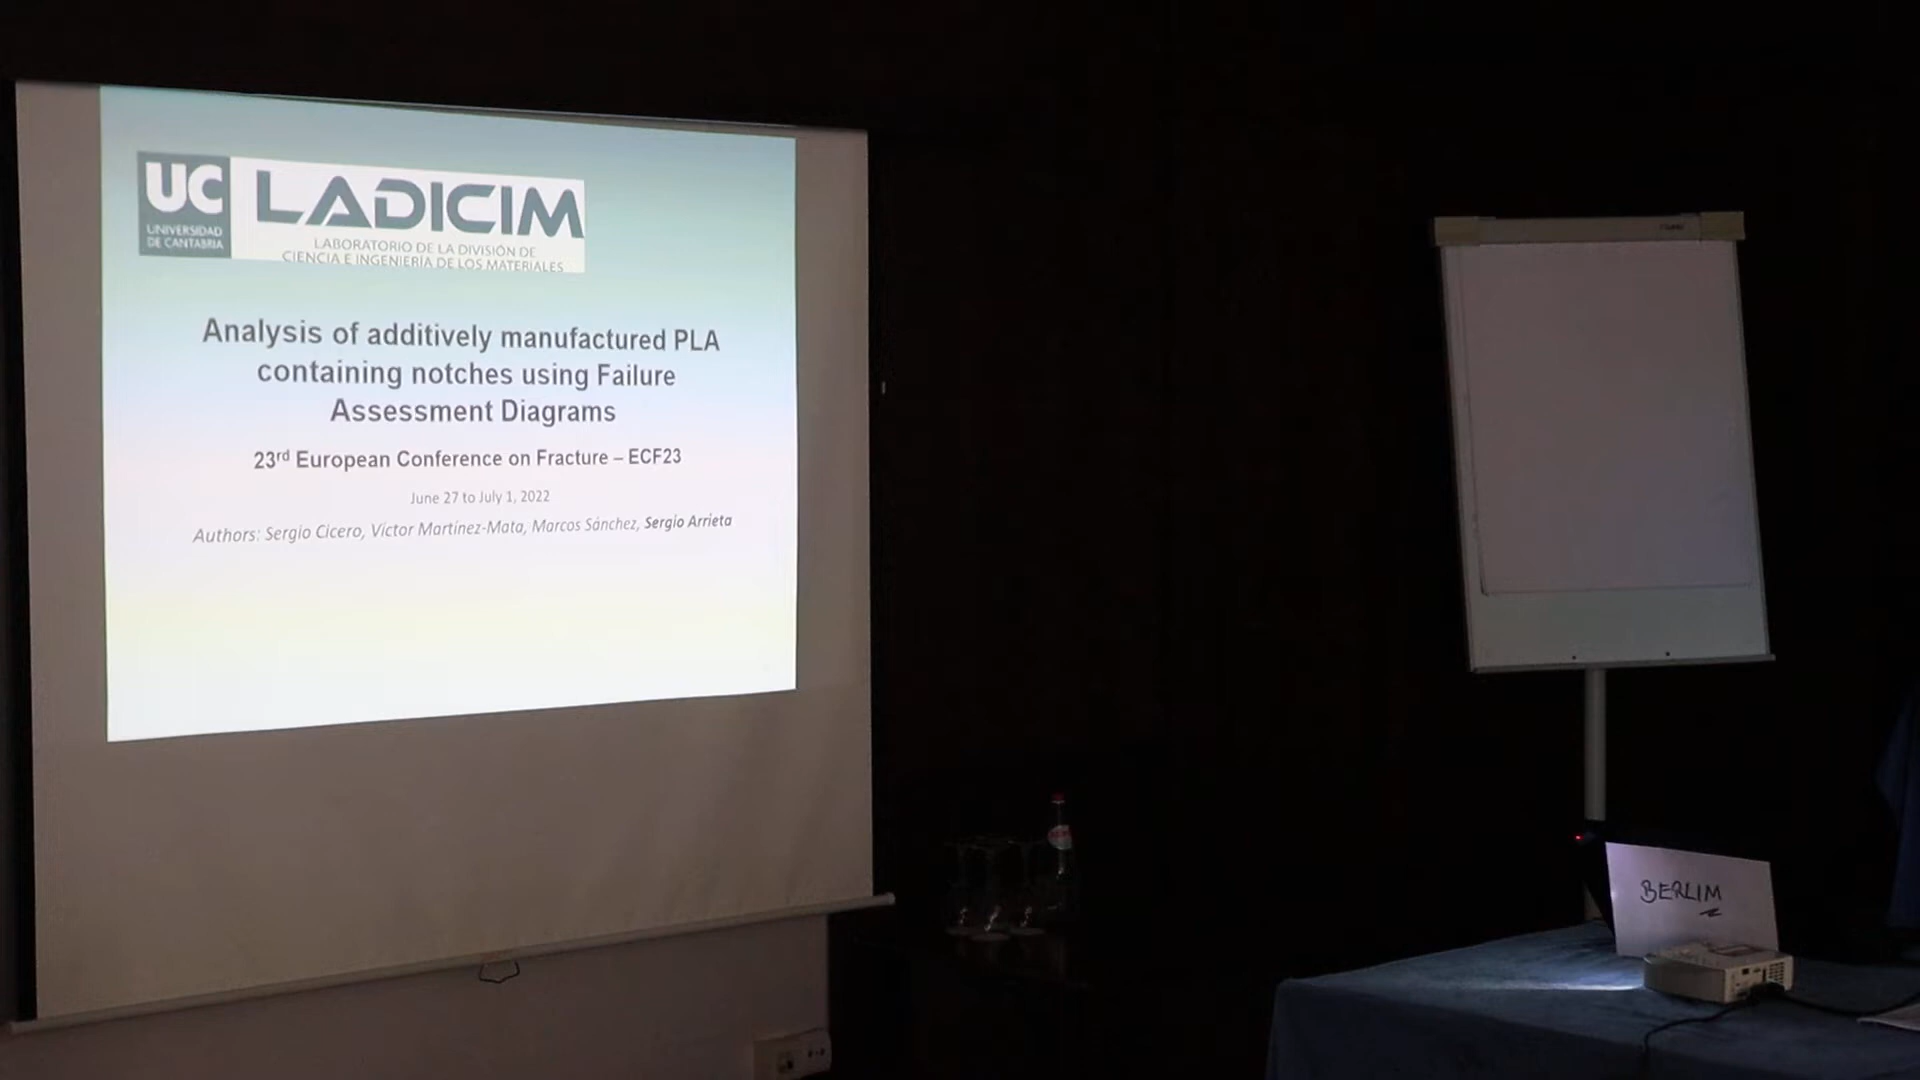 UC
UNIVERSIDAD
DE CANTABRIA
LADICIM
LABORATORIO DE LA DIVISIÓN DE
CIENCIA E INGENIERÍA DE LOS MATERIALES
Analysis of additively manufactured PLA
containing notches using Failure
Assessment Diagrams
23rd European Conference on Fracture – ECF23
June 27 to July 1, 2022
Authors: Sergio Cicero, Víctor Martínez-Mata, Marcos Sánchez, Sergio Arrieta
BERLIM